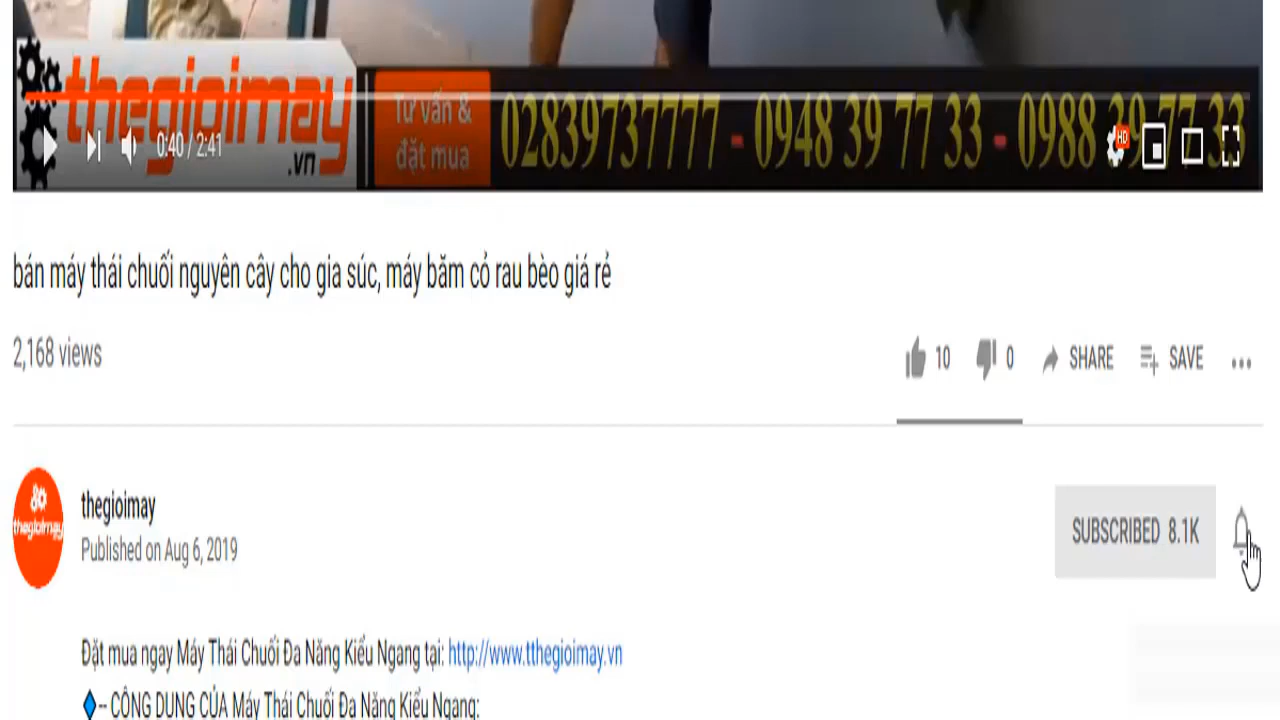 thegioimay
.vn
Tư vấn &
đặt mua
02839737777 - 0948 39 77 33 - 0988 39 77 33
HD
0:40 / 2:41
bán máy thái chuối nguyên cây cho gia súc, máy băm cỏ rau bèo giá rẻ
2,168 views
10 0 SHARE SAVE
thegioimay
thegioimay
Published on Aug 6, 2019
SUBSCRIBED 8.1K
Đặt mua ngay Máy Thái Chuối Đa Năng Kiểu Ngang tại: http://www.tthegioimay.vn
-- CÔNG DỤNG CỦA Máy Thái Chuối Đa Năng Kiểu Ngang: